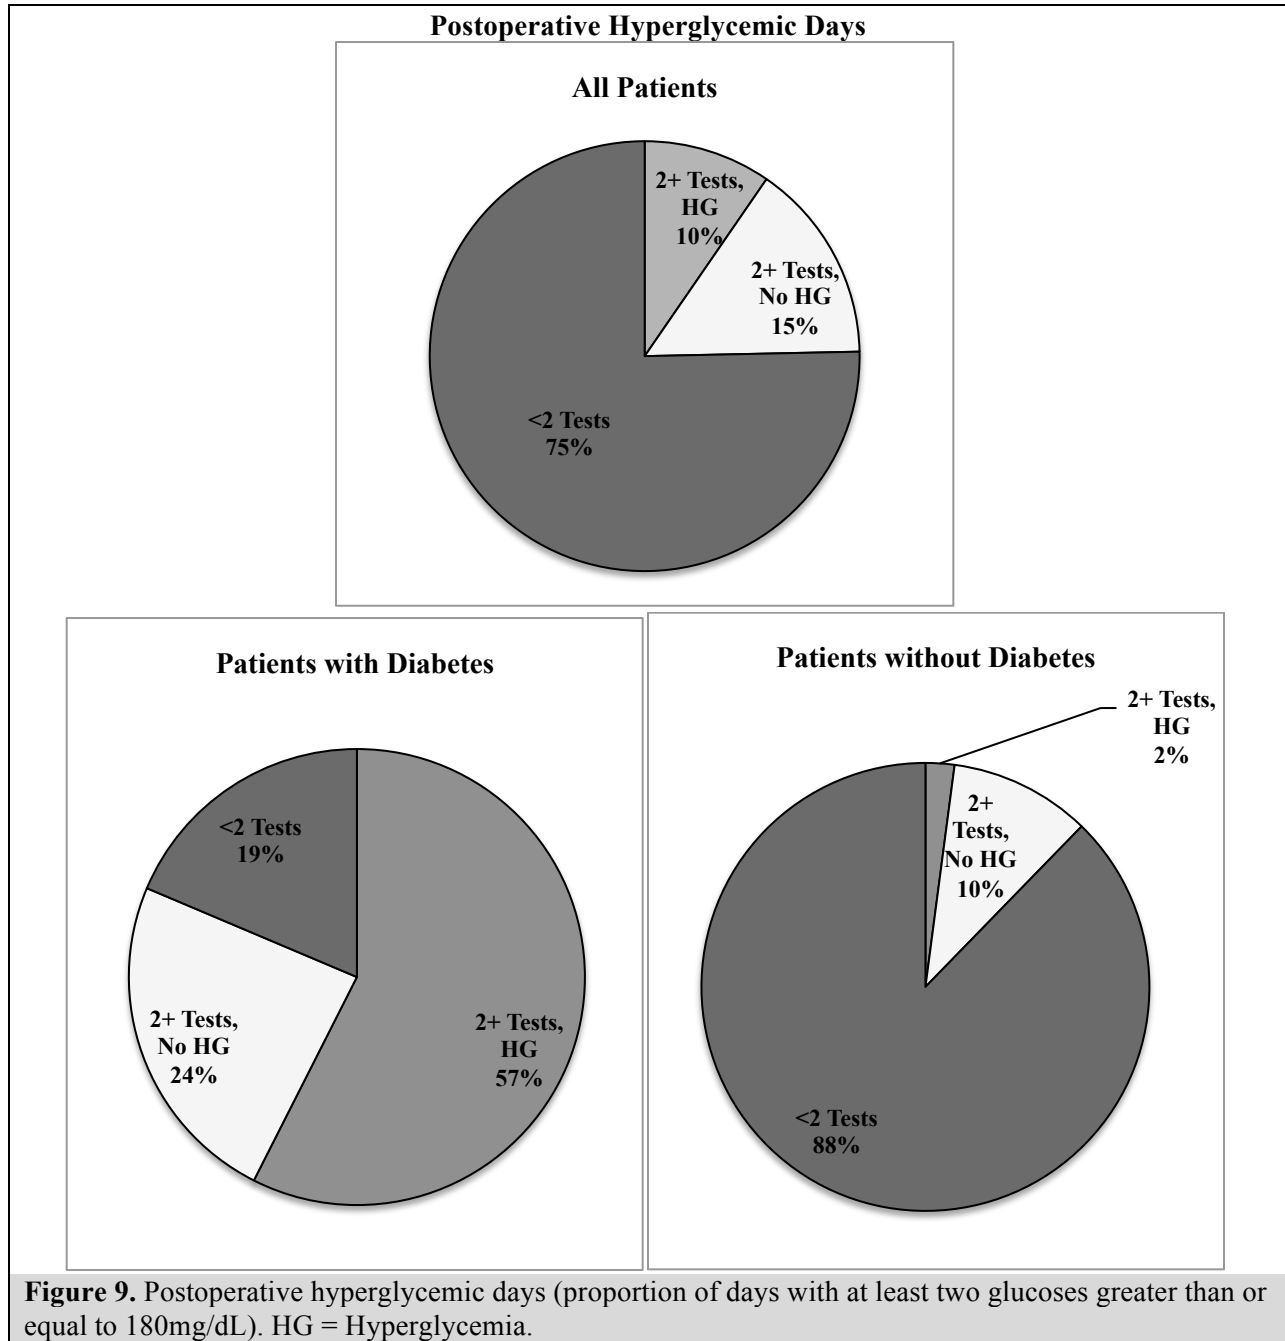 Postoperative Hyperglycemic Days
All Patients
2+ Tests,
HG
10%
2+ Tests,
No HG
15%
<2 Tests
75%
Patients with Diabetes
<2 Tests
19%
2+ Tests,
No HG
24%
2+ Tests,
HG
57%
Patients without Diabetes
2+ Tests,
HG
2%
2+
Tests,
No HG
10%
<2 Tests
88%
Figure 9. Postoperative hyperglycemic days (proportion of days with at least two glucoses greater than or
equal to 180mg/dL). HG = Hyperglycemia.